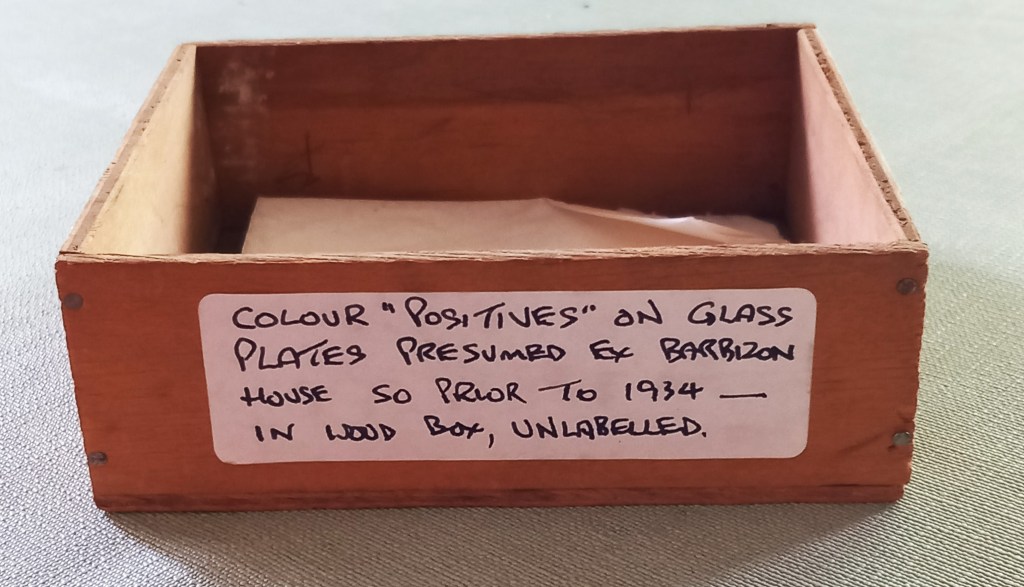 COLOUR "POSITIVES" ON GLASS
PLATES PRESUMED EX BARBIZON
HOUSE SO PRIOR TO 1934 —
IN WOOD BOX, UNLABELLED.